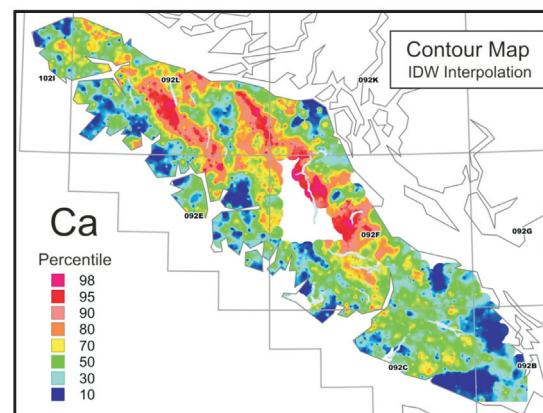 Contour Map
IDW Interpolation
102I
092L
092K
092E
092F
092G
092C
092B
Ca
Percentile
98
95
90
80
70
50
30
10